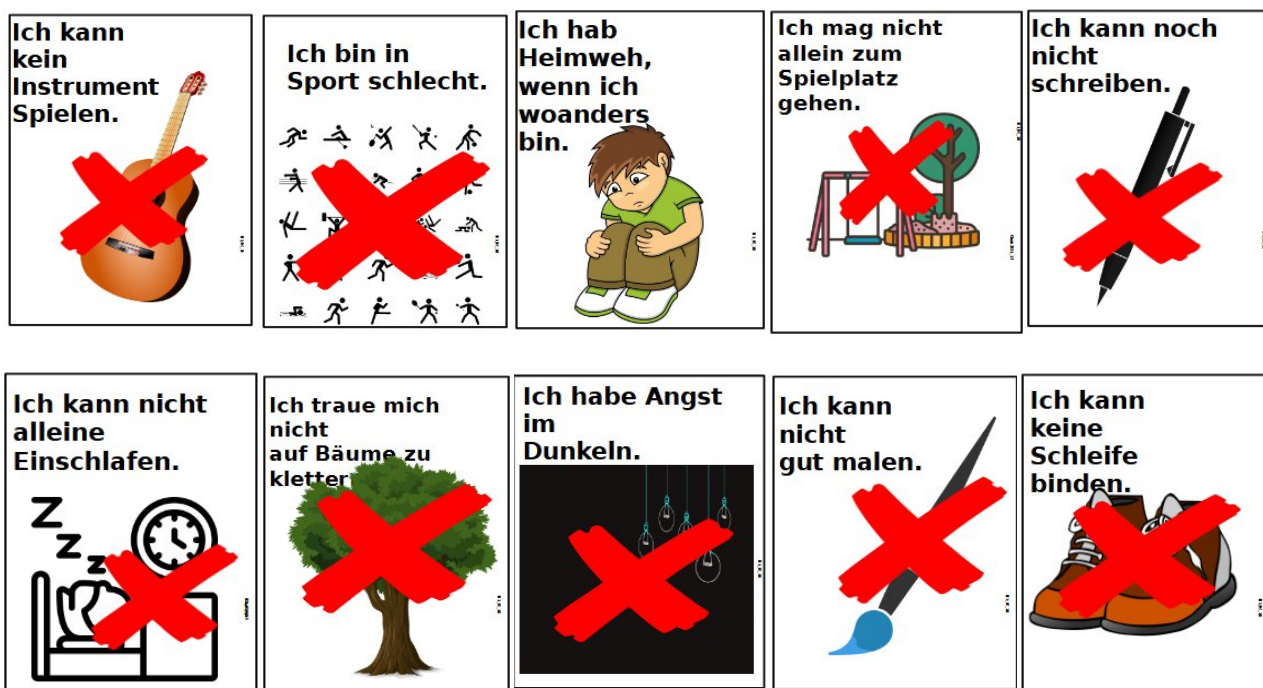 Ich kann
kein
Instrument
Spielen.
Ich bin in
Sport schlecht.
Ich hab
Heimweh,
wenn ich
woanders
bin.
Ich mag nicht
allein zum
Spielplatz
gehen.
Ich kann noch
nicht
schreiben.
Ich kann nicht
alleine
Einschlafen.
Z
Z
Z
Ich traue mich
nicht
auf Bäume zu
kletter
Ich habe Angst
im
Dunkeln.
Ich kann
nicht
gut malen.
Ich kann
keine
Schleife
binden.